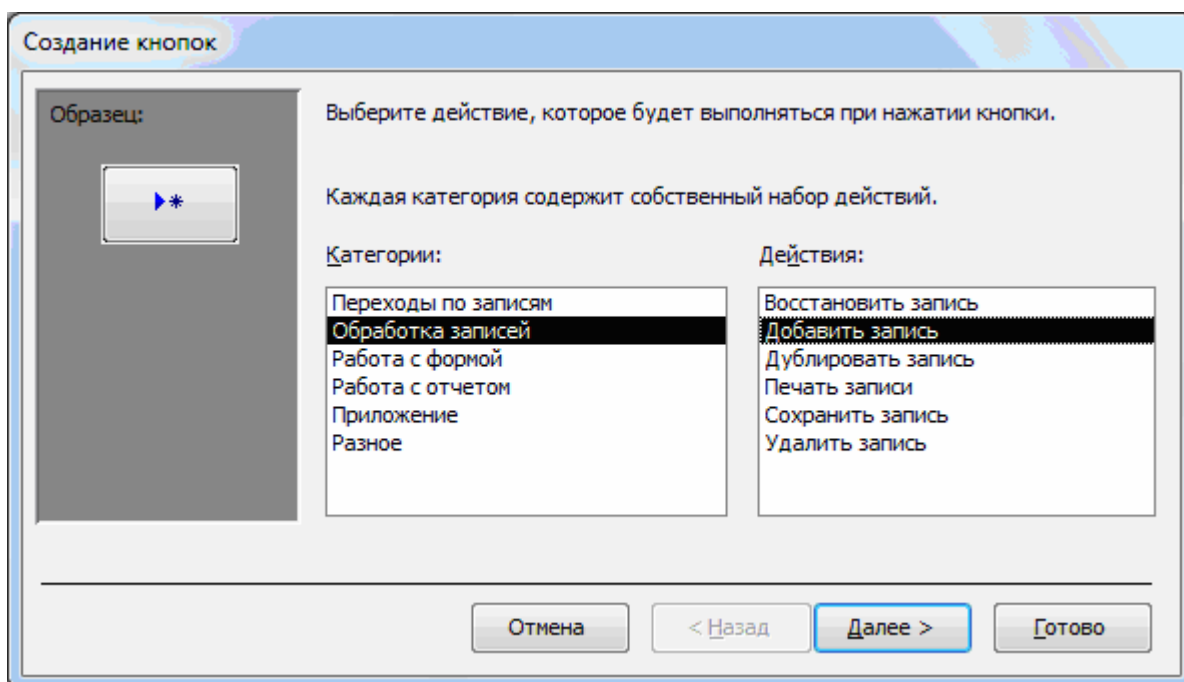 Создание кнопок
Образец:
Выберите действие, которое будет выполняться при нажатии кнопки.
Каждая категория содержит собственный набор действий.
Категории:
Переходы по записям
Обработка записей
Работа с формой
Работа с отчетом
Приложение
Разное
Действия:
Восстановить запись
Добавить запись
Дублировать запись
Печать записи
Сохранить запись
Удалить запись
Отмена
< Назад
Далее >
Готово